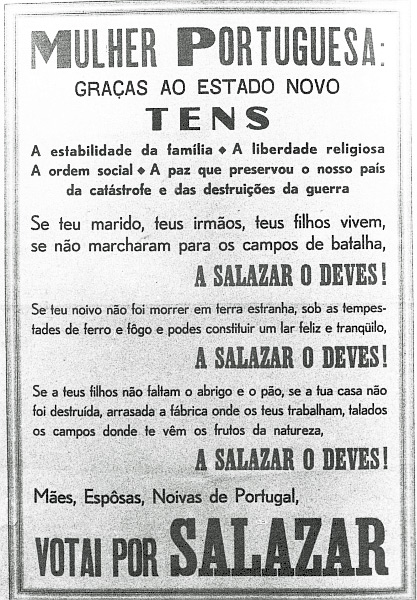 MULHER PORTUGUESA:
GRAÇAS AO ESTADO NOVO
TENS
A estabilidade da família ◆ A liberdade religiosa
A ordem social ◆ A paz que preservou o nosso país
da catástrofe e das destruições da guerra
Se teu marido, teus irmãos, teus filhos vivem,
se não marcharam para os campos de batalha,
A SALAZAR O DEVES!
Se teu noivo não foi morrer em terra estranha, sob as tempes-
tades de ferro e fôgo e podes constituir um lar feliz e tranqüilo,
A SALAZAR O DEVES!
Se a teus filhos não faltam o abrigo e o pão, se a tua casa não
foi destruída, arrasada a fábrica onde os teus trabalham, talados
os campos donde te vêm os frutos da natureza,
A SALAZAR O DEVES!
Mães, Espôsas, Noivas de Portugal,
VOTAI POR SALAZAR